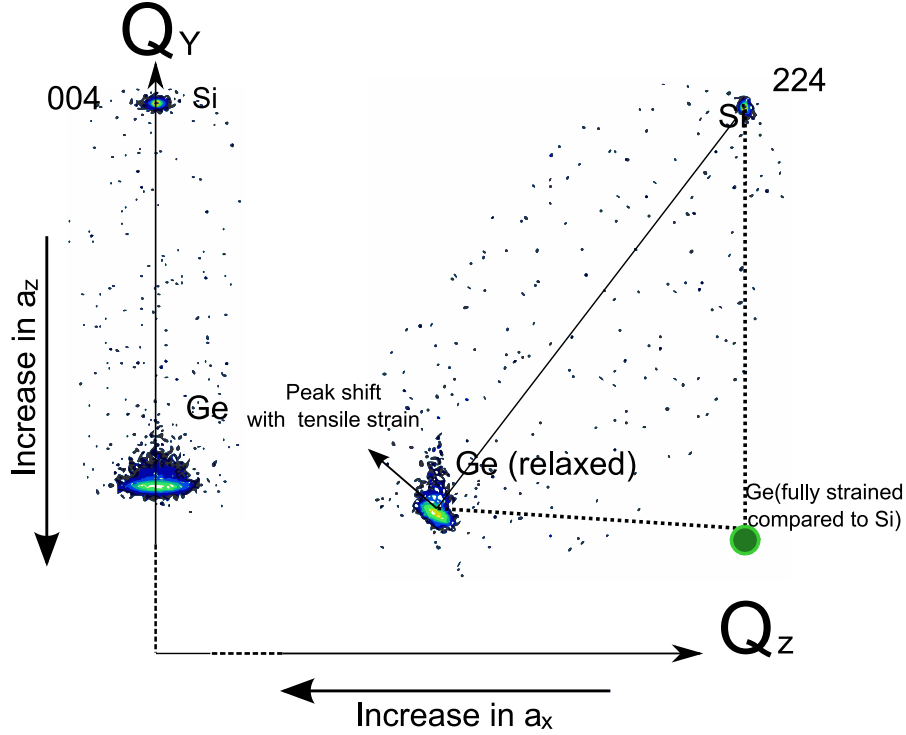 QY
004
Si
224
Si
Increase in az
Peak shift
with tensile strain
Ge
Ge (relaxed)
Ge(fully strained
compared to Si)
Qz
Increase in ax